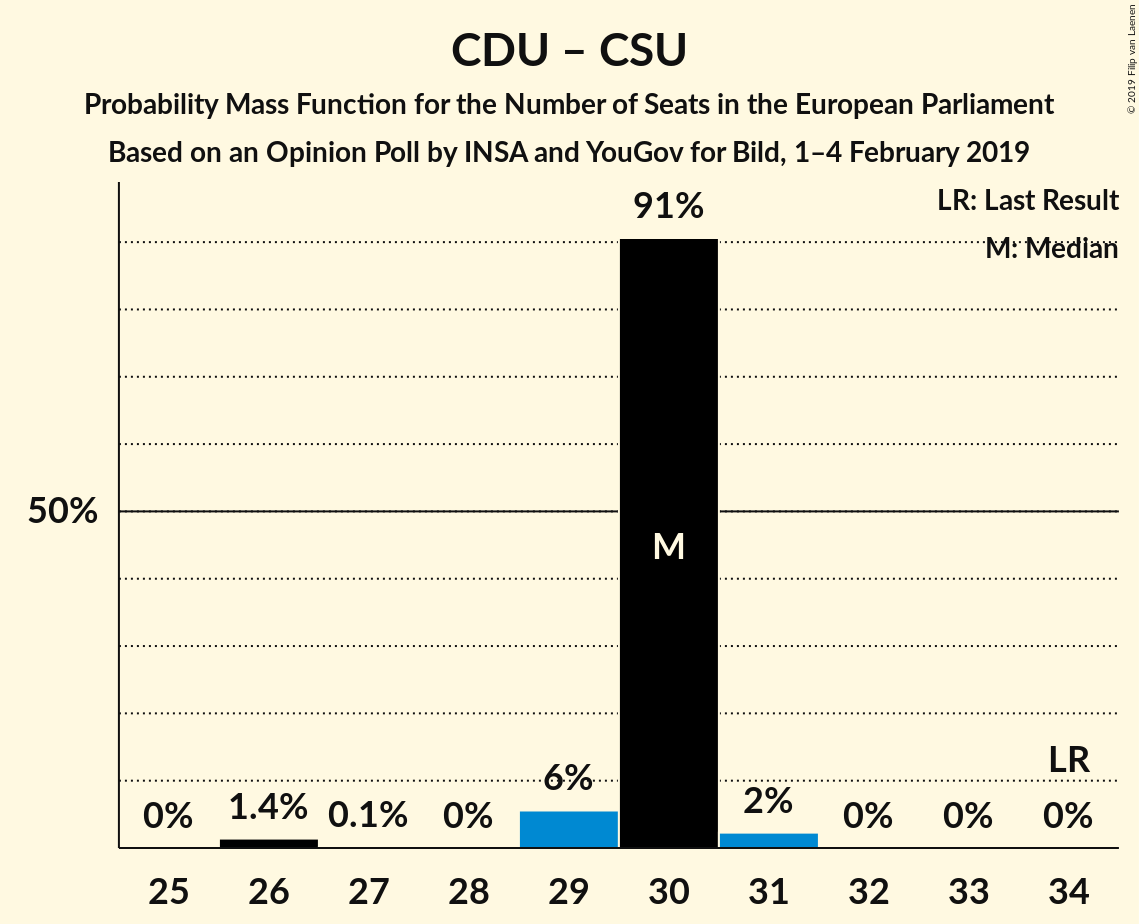 CDU – CSU
Probability Mass Function for the Number of Seats in the European Parliament
Based on an Opinion Poll by INSA and YouGov for Bild, 1–4 February 2019
© 2019 Filip van Laenen
LR: Last Result
M: Median
91%
50%
M
LR
0% 1.4% 0.1% 0% 6% 2% 0% 0% 0%
25 26 27 28 29 30 31 32 33 34